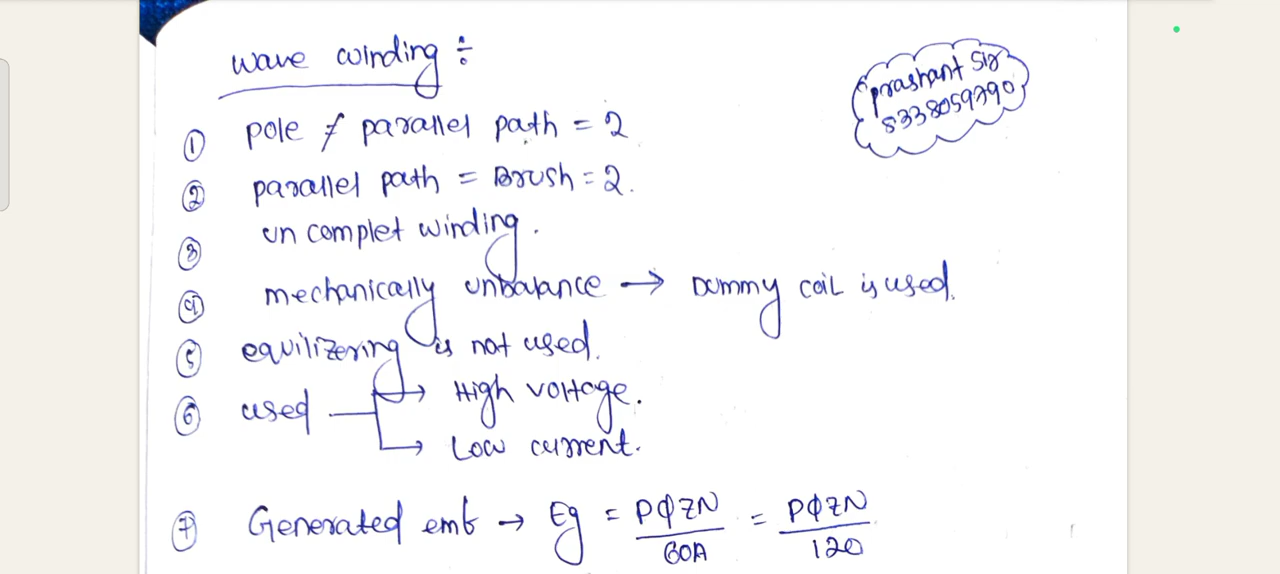 wave winding ÷
prashant Sir
8338059790
① pole ≠ parallel path = 2
② parallel path = Brush = 2.
③ un complet winding.
④ mechanically unbalance → Dummy coil is used.
⑤ equilizering is not used.
⑥ used → High voltage.
→ Low current.
⑦ Generated emf → Eg = PΦZN/60A = PΦZN/120